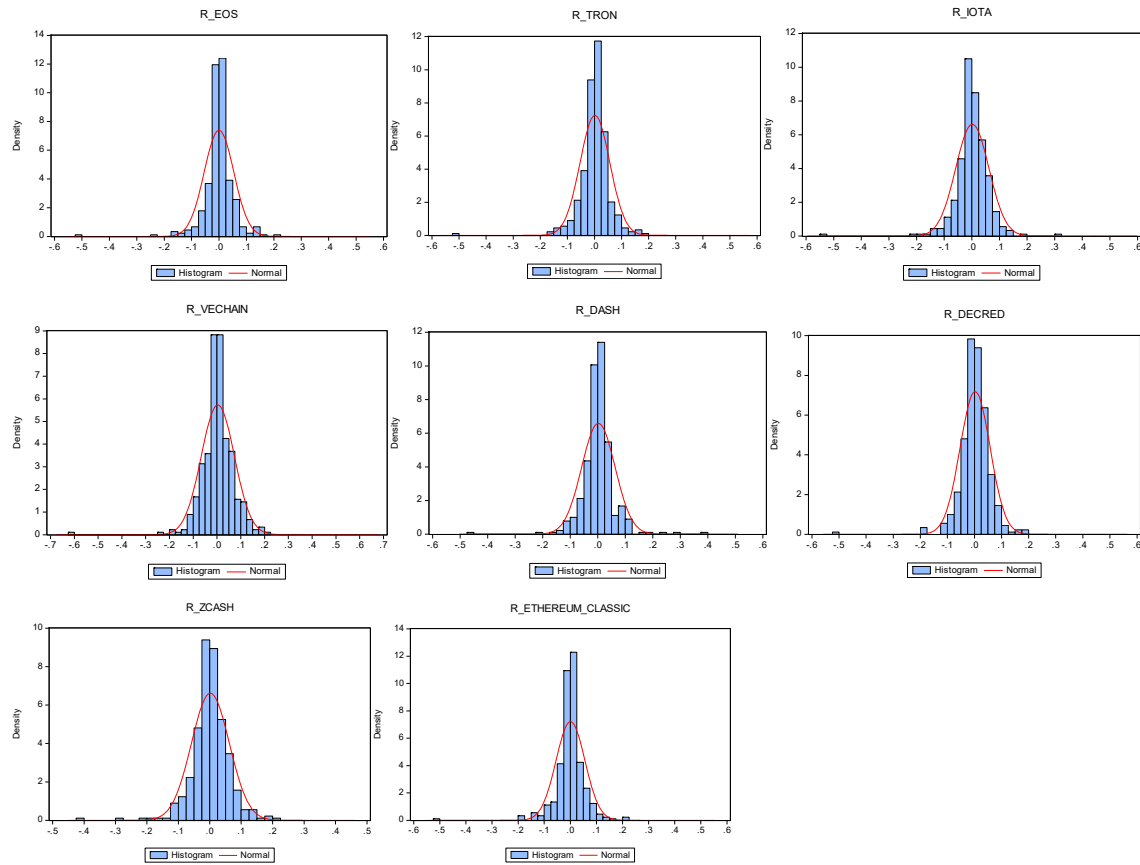 R_EOS
Density
14
12
10
8
6
4
2
0
-.6 -.5 -.4 -.3 -.2 -.1 .0 .1 .2 .3 .4 .5 .6
Histogram Normal
R_TRON
Density
12
10
8
6
4
2
0
-.6 -.5 -.4 -.3 -.2 -.1 .0 .1 .2 .3 .4 .5 .6
Histogram Normal
R_IOTA
Density
12
10
8
6
4
2
0
-.6 -.5 -.4 -.3 -.2 -.1 .0 .1 .2 .3 .4 .5 .6
Histogram Normal
R_VECHAIN
Density
9
8
7
6
5
4
3
2
1
0
-.7 -.6 -.5 -.4 -.3 -.2 -.1 .0 .1 .2 .3 .4 .5 .6 .7
Histogram Normal
R_DASH
Density
12
10
8
6
4
2
0
-.6 -.5 -.4 -.3 -.2 -.1 .0 .1 .2 .3 .4 .5 .6
Histogram Normal
R_DECRED
Density
10
8
6
4
2
0
-.6 -.5 -.4 -.3 -.2 -.1 .0 .1 .2 .3 .4 .5 .6
Histogram Normal
R_ZCASH
Density
10
8
6
4
2
0
-.5 -.4 -.3 -.2 -.1 .0 .1 .2 .3 .4 .5
Histogram Normal
R_ETHEREUM_CLASSIC
Density
14
12
10
8
6
4
2
0
-.6 -.5 -.4 -.3 -.2 -.1 .0 .1 .2 .3 .4 .5 .6
Histogram Normal